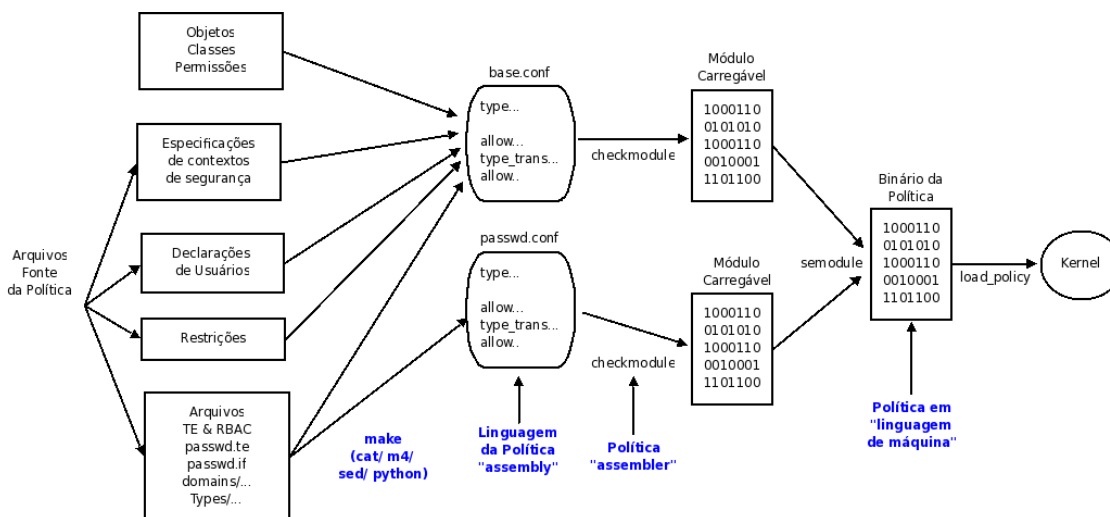 Objetos
Classes
Permissões
Especificações
de contextos
de segurança
Arquivos
Fonte
da Política
Declarações
de Usuários
Restrições
Arquivos
TE & RBAC
passwd.te
passwd.if
domains/...
Types/...
make
(cat/ m4/
sed/ python)
base.conf
type...
allow...
type_trans...
allow..
passwd.conf
type...
allow...
type_trans...
allow..
Linguagem
da Política
"assembly"
checkmodule
checkmodule
Política
"assembler"
Módulo
Carregável
1000110
0101010
1000110
0010001
1101100
Módulo
Carregável
1000110
0101010
1000110
0010001
1101100
semodule
Binário da
Política
1000110
0101010
1000110
0010001
1101100
Política em
"linguagem
de máquina"
load_policy
Kernel